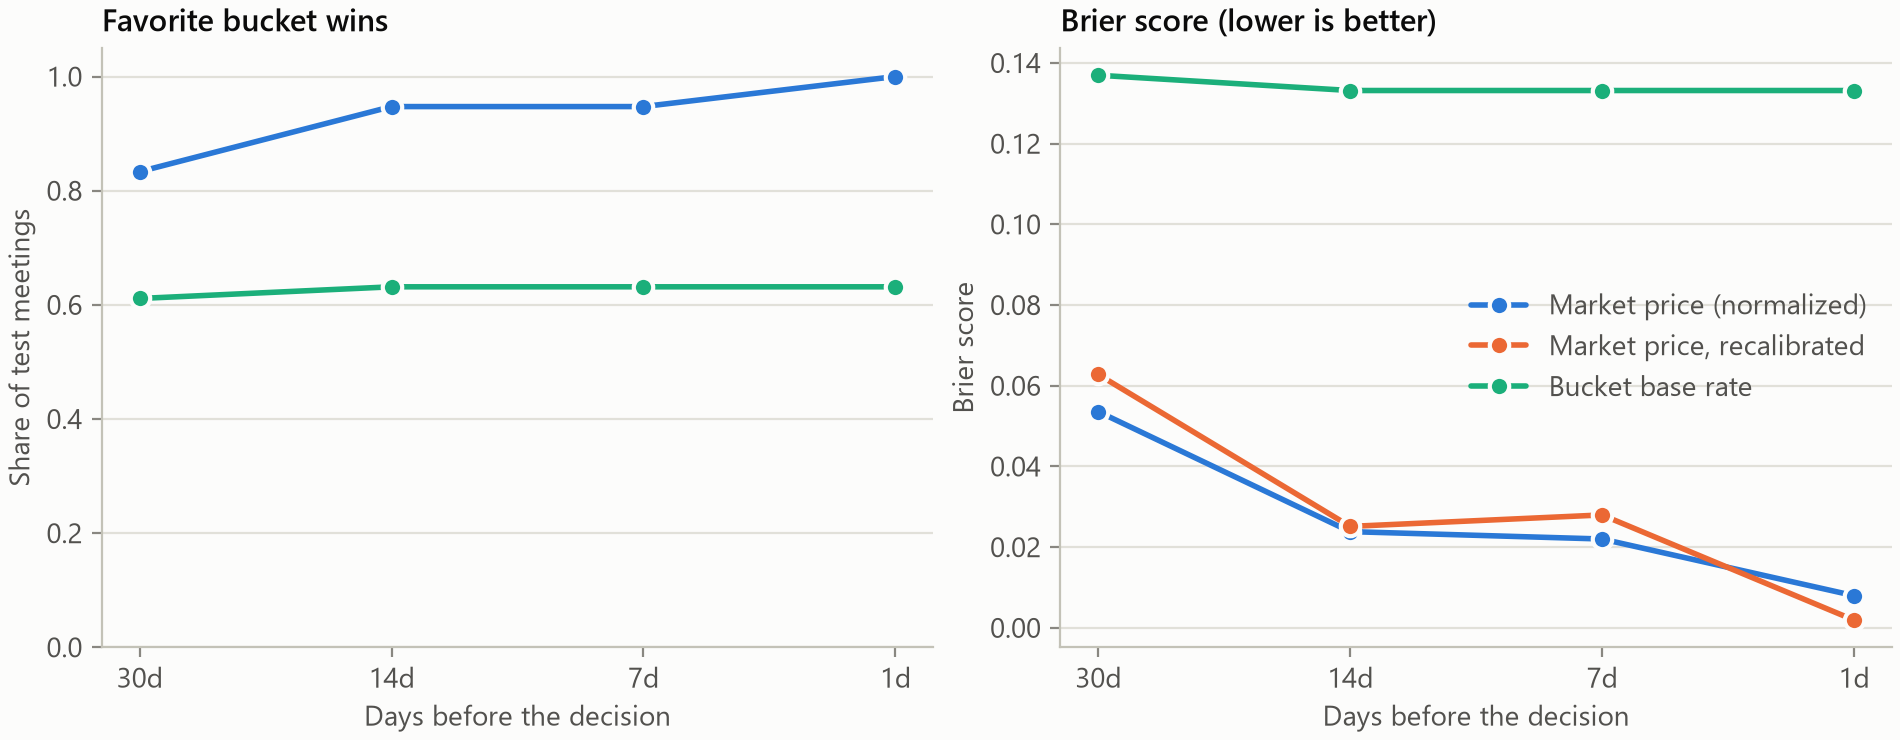 Favorite bucket wins
Share of test meetings
1.0
0.8
0.6
0.4
0.2
0.0
30d
14d
7d
1d
Days before the decision
Brier score (lower is better)
Brier score
0.14
0.12
0.10
0.08
0.06
0.04
0.02
0.00
Market price (normalized)
Market price, recalibrated
Bucket base rate
30d
14d
7d
1d
Days before the decision